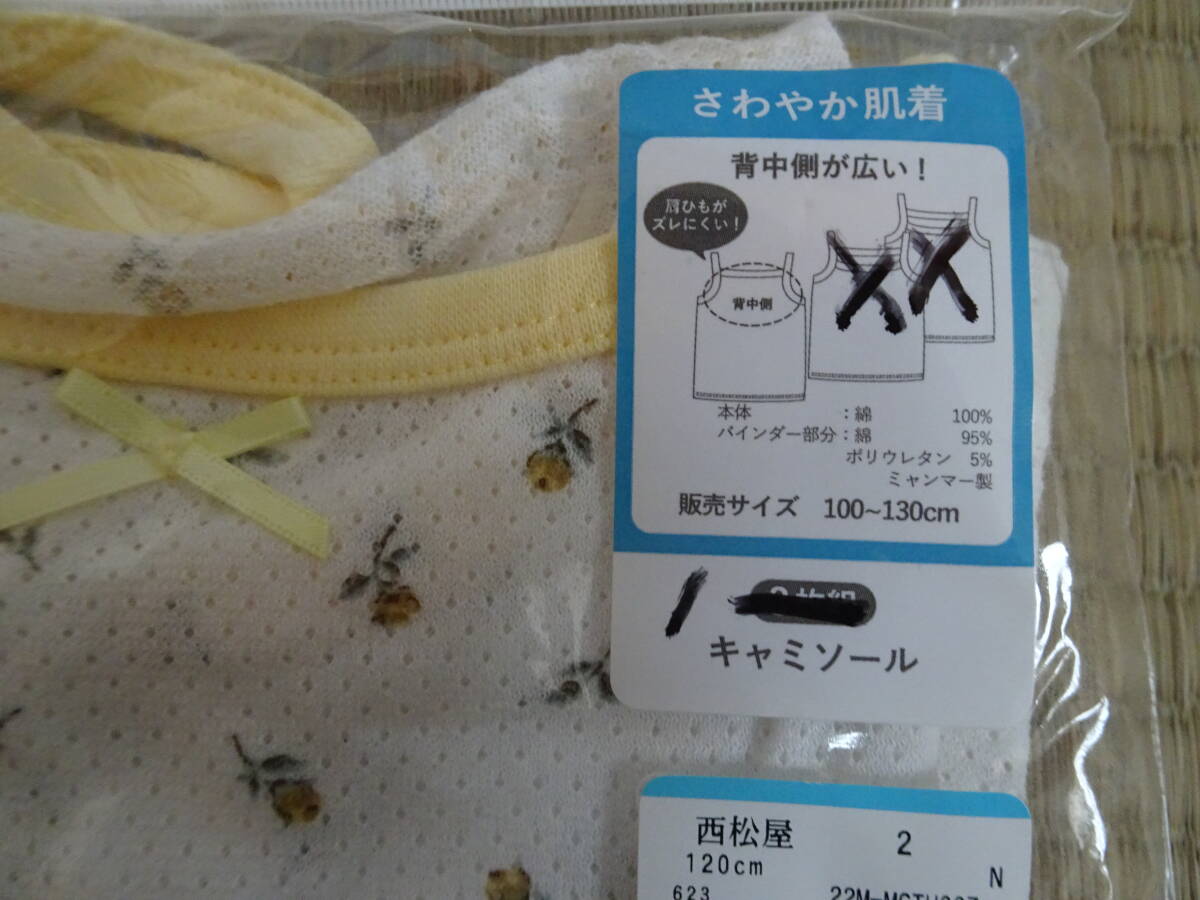 さわやか肌着
背中側が広い!
肩ひもが
ズレにくい!
背中側
本体 : 綿 100%
バインダー部分 : 綿 95%
ポリウレタン 5%
ミャンマー製
販売サイズ 100~130cm
キャミソール
西松屋 2
120cm N
623